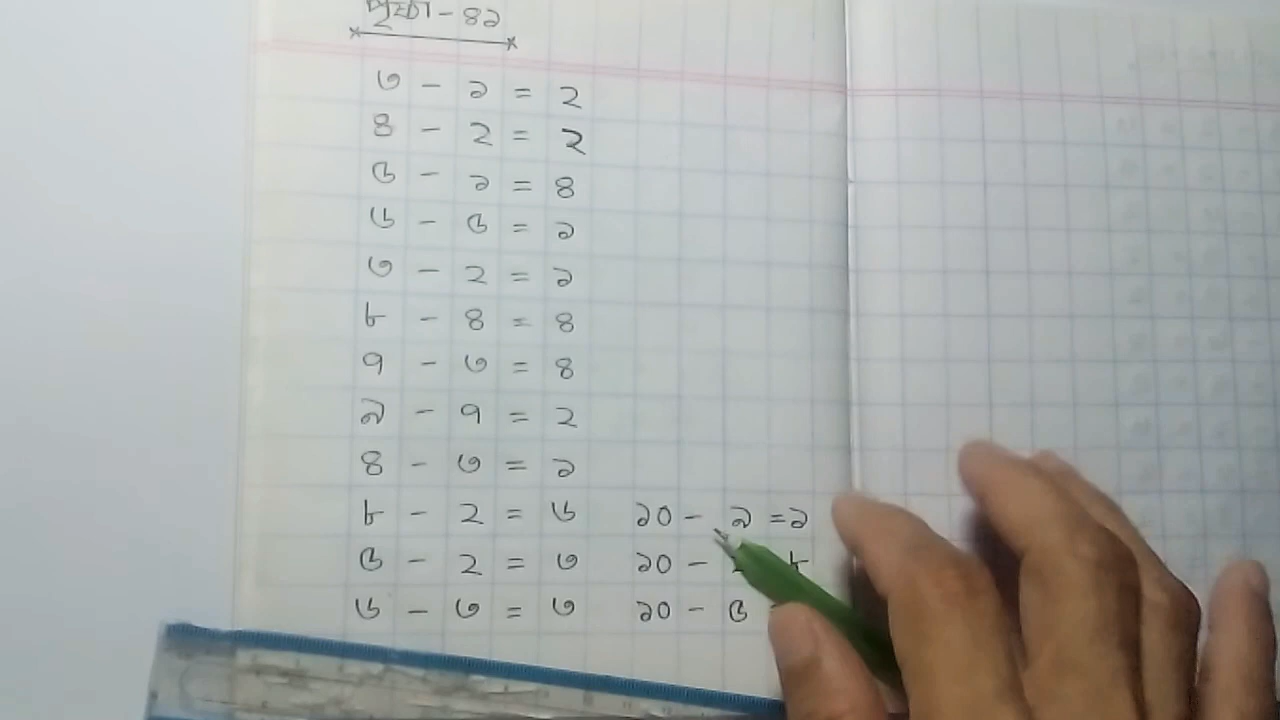 পৃষ্ঠা - ৪১
৩ - ১ = ২
৪ - ২ = ২
৫ - ১ = ৪
৬ - ৫ = ১
৩ - ২ = ১
৮ - ৪ = ৪
৭ - ৩ = ৪
৯ - ৭ = ২
৪ - ৩ = ১
৮ - ২ = ৬ ১০ - ৯ = ১
৫ - ২ = ৩ ১০ - ৮
৬ - ৩ = ৩ ১০ - ৫